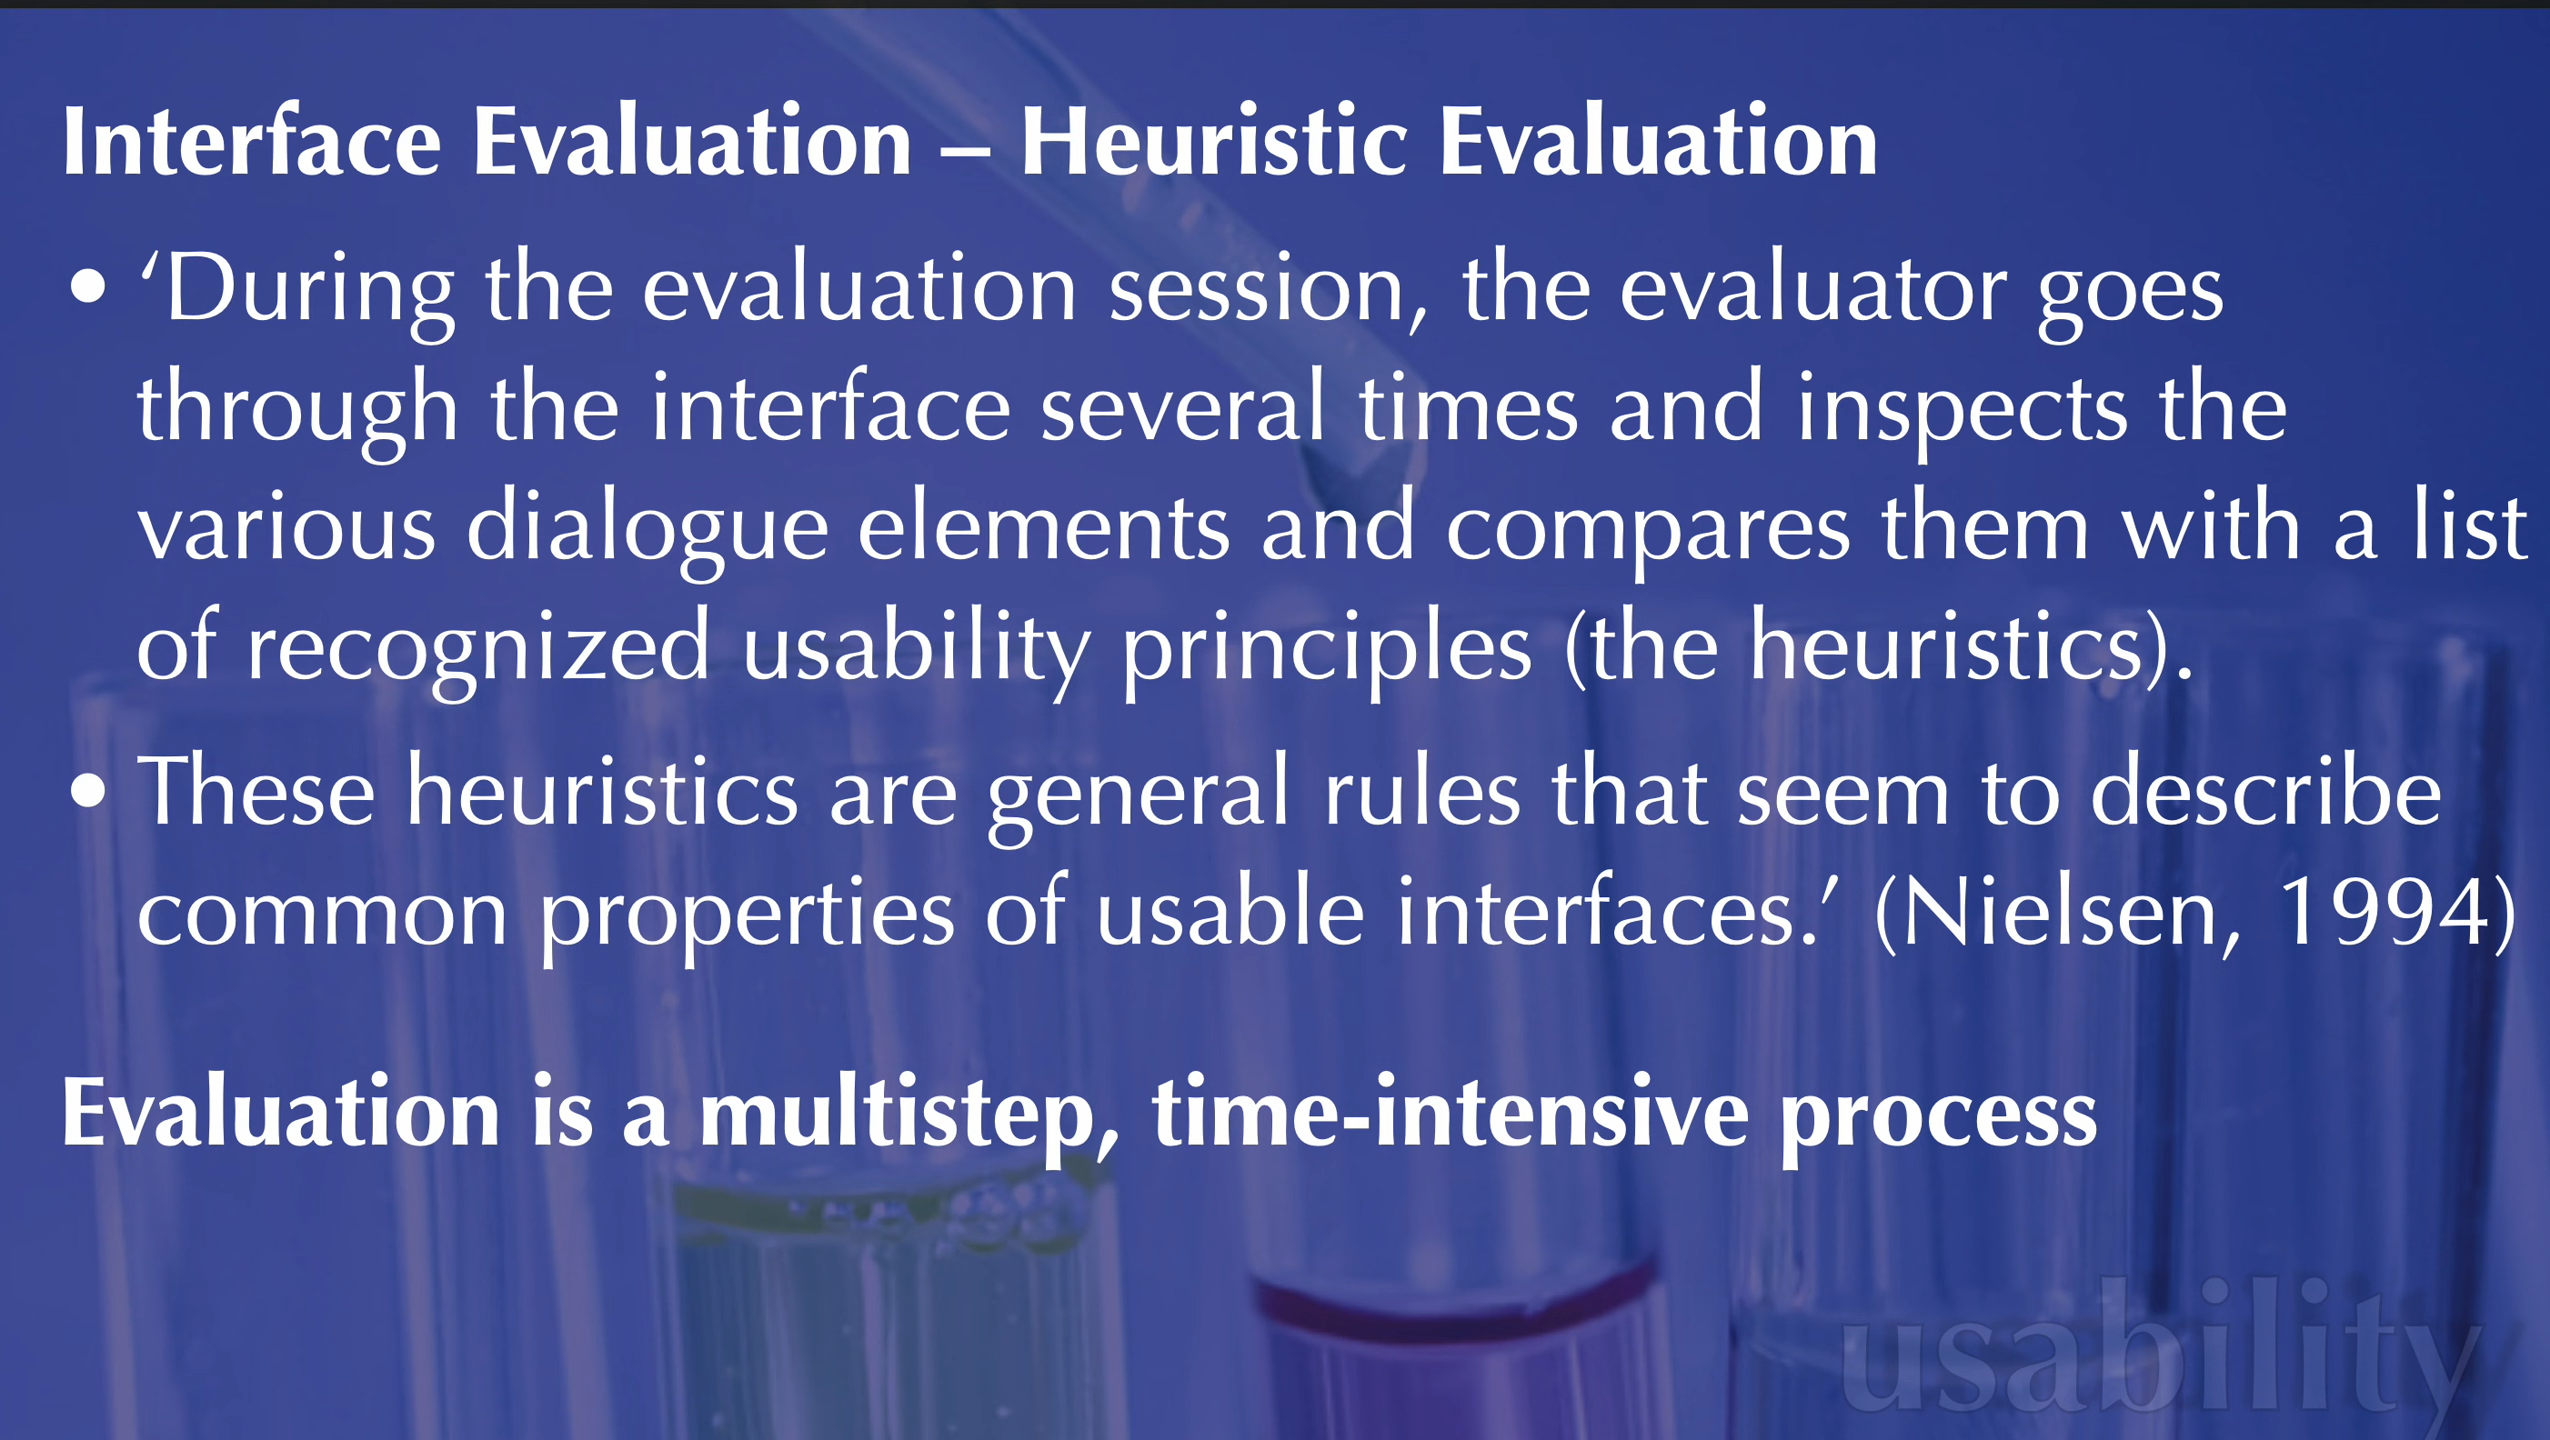 Interface Evaluation – Heuristic Evaluation
• ‘During the evaluation session, the evaluator goes
through the interface several times and inspects the
various dialogue elements and compares them with a list
of recognized usability principles (the heuristics).
• These heuristics are general rules that seem to describe
common properties of usable interfaces.’ (Nielsen, 1994)
Evaluation is a multistep, time-intensive process
usability